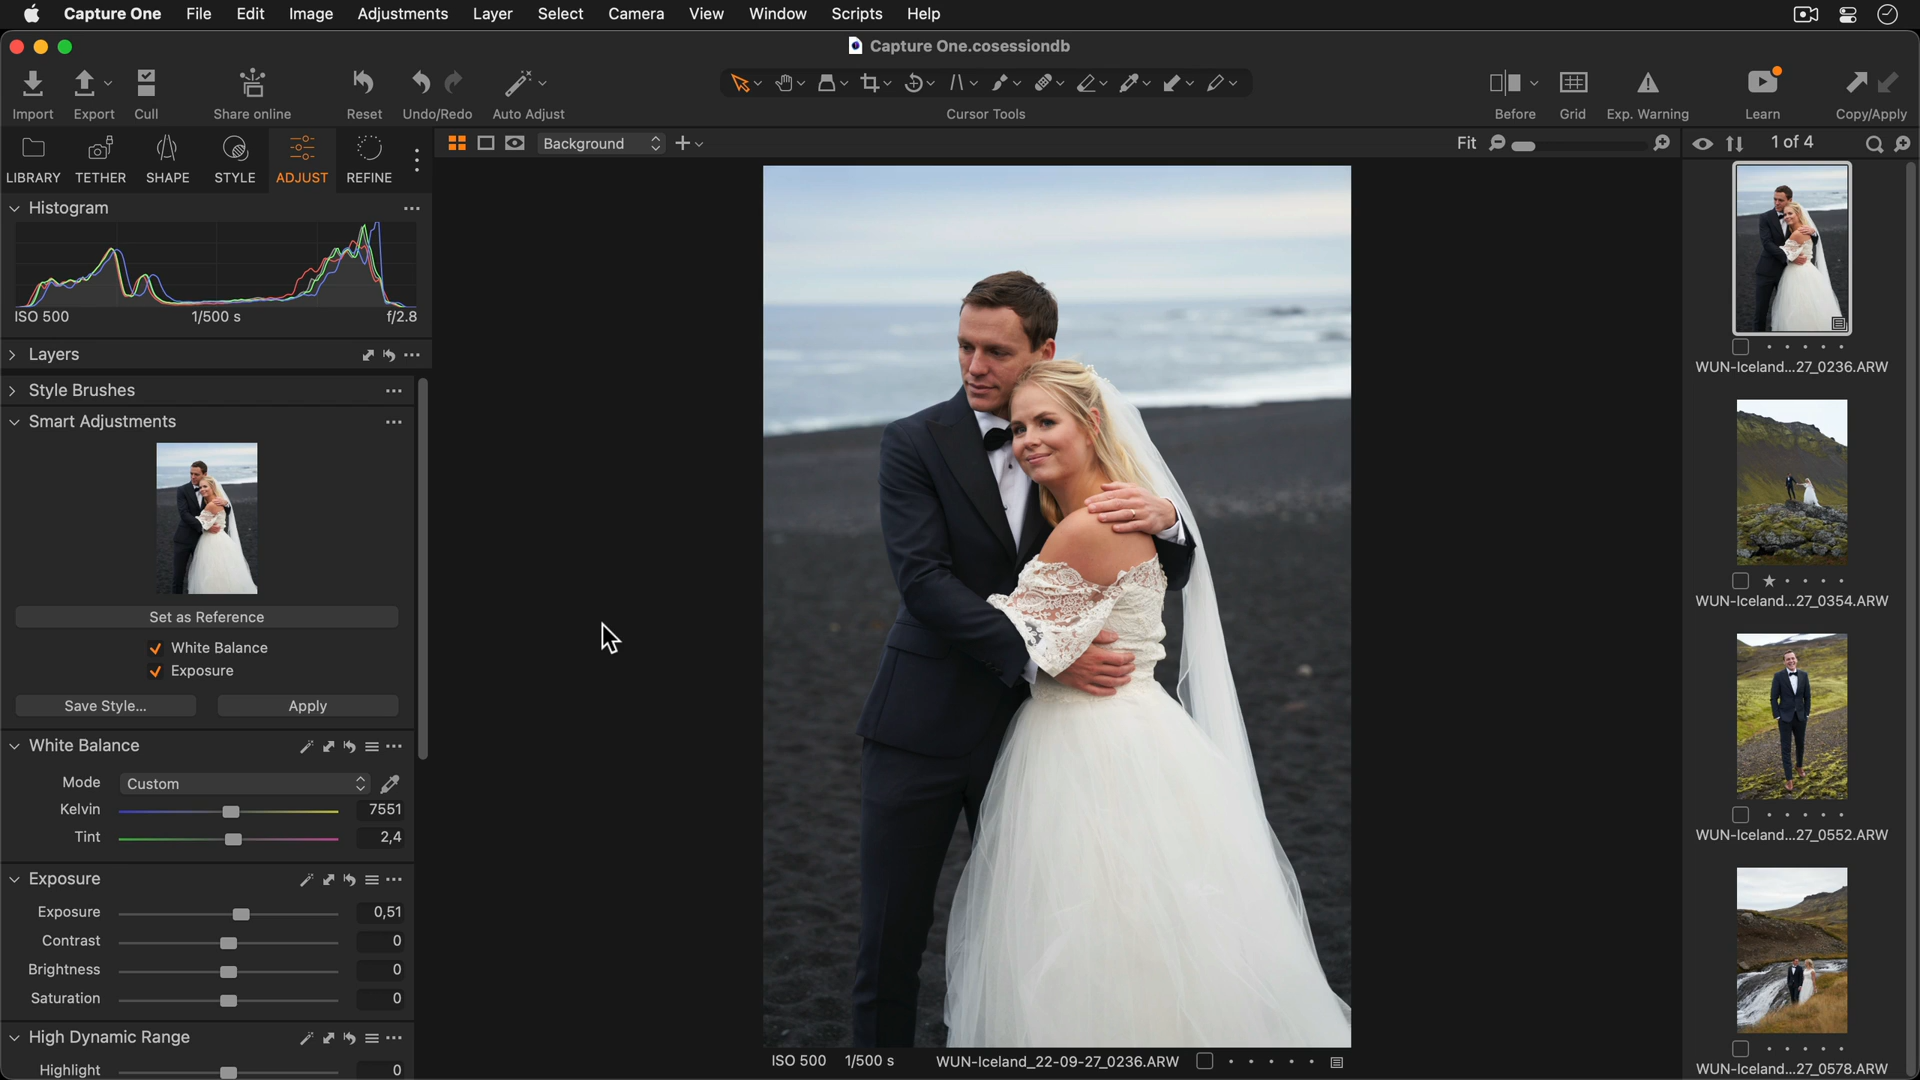 Capture One File Edit Image Adjustments Layer Select Camera View Window Scripts Help
Capture One.cosessiondb
Import Export Cull Share online Reset Undo/Redo Auto Adjust Cursor Tools Before Grid Exp. Warning Learn Copy/Apply
LIBRARY TETHER SHAPE STYLE ADJUST REFINE
Background
Fit
1 of 4
Histogram
ISO 500 1/500 s f/2.8
Layers
Style Brushes
Smart Adjustments
Set as Reference
White Balance
Exposure
Save Style... Apply
White Balance
Mode Custom
Kelvin 7551
Tint 2,4
Exposure
Exposure 0,51
Contrast 0
Brightness 0
Saturation 0
High Dynamic Range
Highlight 0
ISO 500 1/500 s WUN-Iceland_22-09-27_0236.ARW
WUN-Iceland...27_0236.ARW
WUN-Iceland...27_0354.ARW
WUN-Iceland...27_0552.ARW
WUN-Iceland...27_0578.ARW